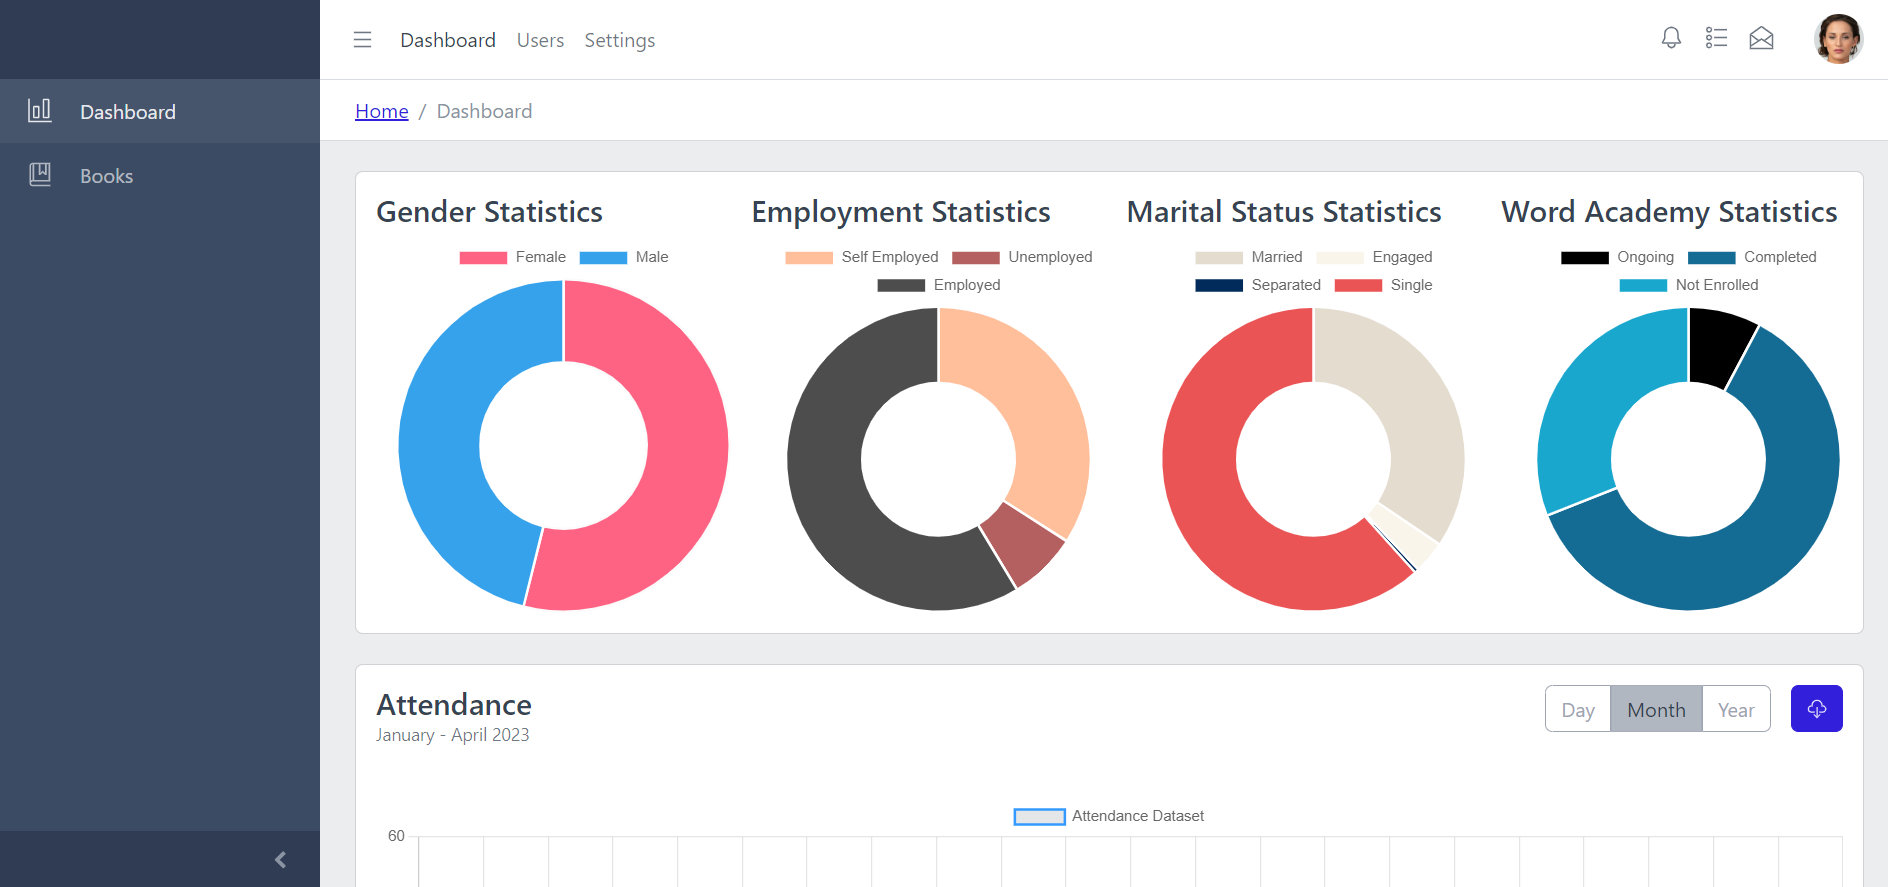 Dashboard Users Settings
Dashboard
Home / Dashboard
Books
Gender Statistics
Female Male
Employment Statistics
Self Employed Unemployed
Employed
Marital Status Statistics
Married Engaged
Separated Single
Word Academy Statistics
Ongoing Completed
Not Enrolled
Attendance
January - April 2023
Day Month Year
Attendance Dataset
60